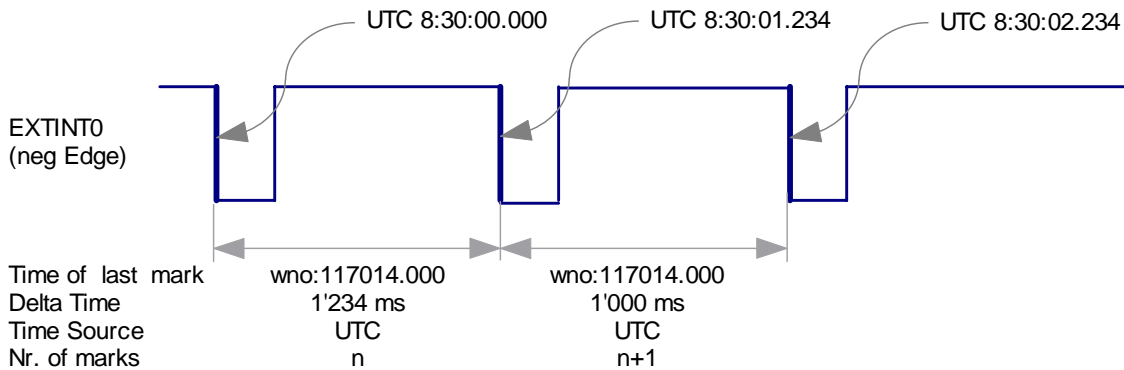 UTC 8:30:00.000 UTC 8:30:01.234 UTC 8:30:02.234
EXTINT0
(neg Edge)
Time of last mark wno:117014.000 wno:117014.000
Delta Time 1'234 ms 1'000 ms
Time Source UTC UTC
Nr. of marks n n+1